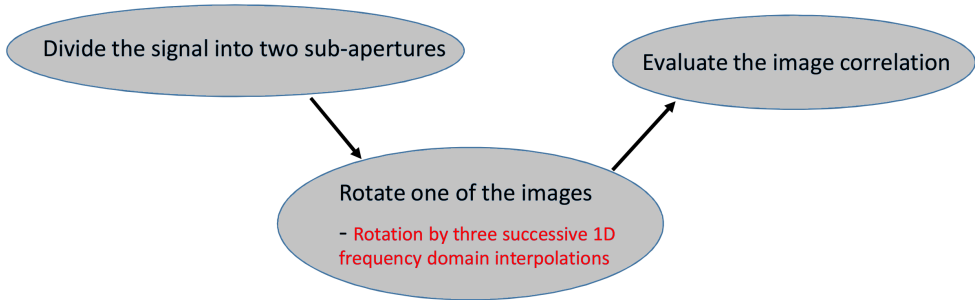 Divide the signal into two sub-apertures
Evaluate the image correlation
Rotate one of the images
- Rotation by three successive 1D
frequency domain interpolations